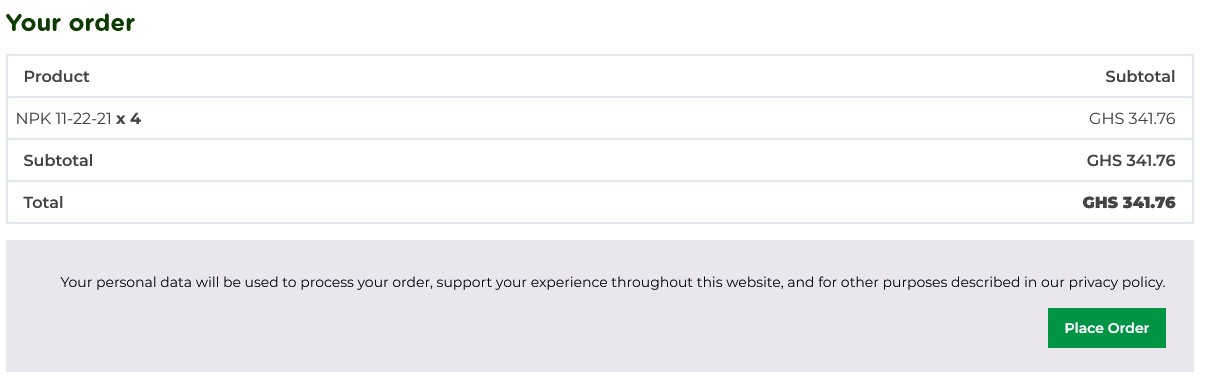 Your order
Product Subtotal
NPK 11-22-21 x 4 GHS 341.76
Subtotal GHS 341.76
Total GHS 341.76
Your personal data will be used to process your order, support your experience throughout this website, and for other purposes described in our privacy policy.
Place Order